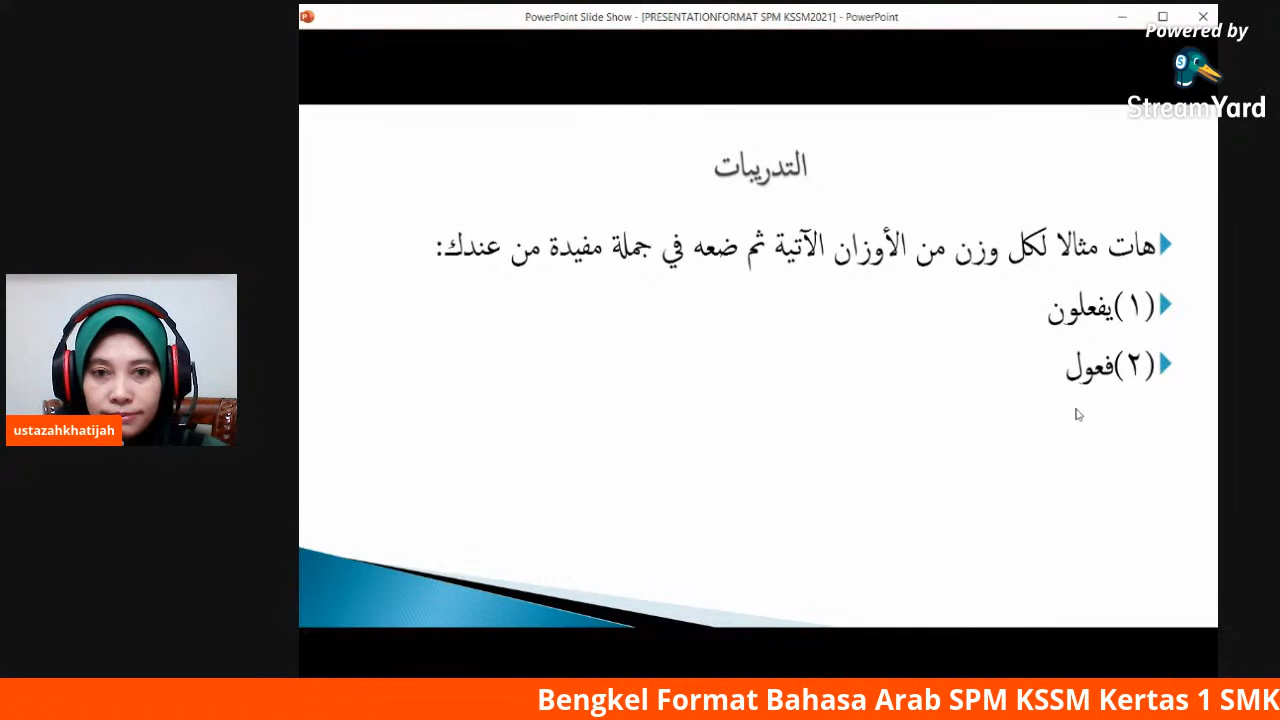 PowerPoint Slide Show - [PRESENTATIONFORMAT SPM KSSM2021] - PowerPoint
Powered by
StreamYard
التدريبات
هات مثالا لكل وزن من الأوزان الآتية ثم ضعه في جملة مفيدة من عندك:
(١)يفعلون
(٢)فعول
ustazahkhatijah
Bengkel Format Bahasa Arab SPM KSSM Kertas 1 SMK